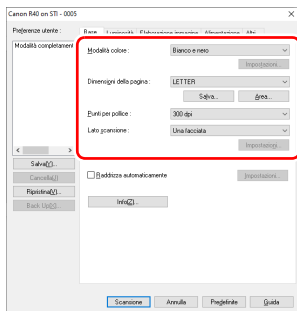 Canon R40 on STI - 0005
Preferenze utente :
Base Luminosità Elaborazione immagine Alimentazione Altri
Modalità completament
Modalità colore : Bianco e nero
Impostazioni...
Dimensigni della pagina : LETTER
Salva... Area...
Punti per pollice : 300 dpi
Lato scansione : Una facciata
Impostazioni...
Salva(Y)...
Cancella(J)
Ripristina(V)...
Back Up(X)...
Raddrizza automaticamente Impostazioni...
Info(Z)...
Scansione Annulla Predefinite Guida